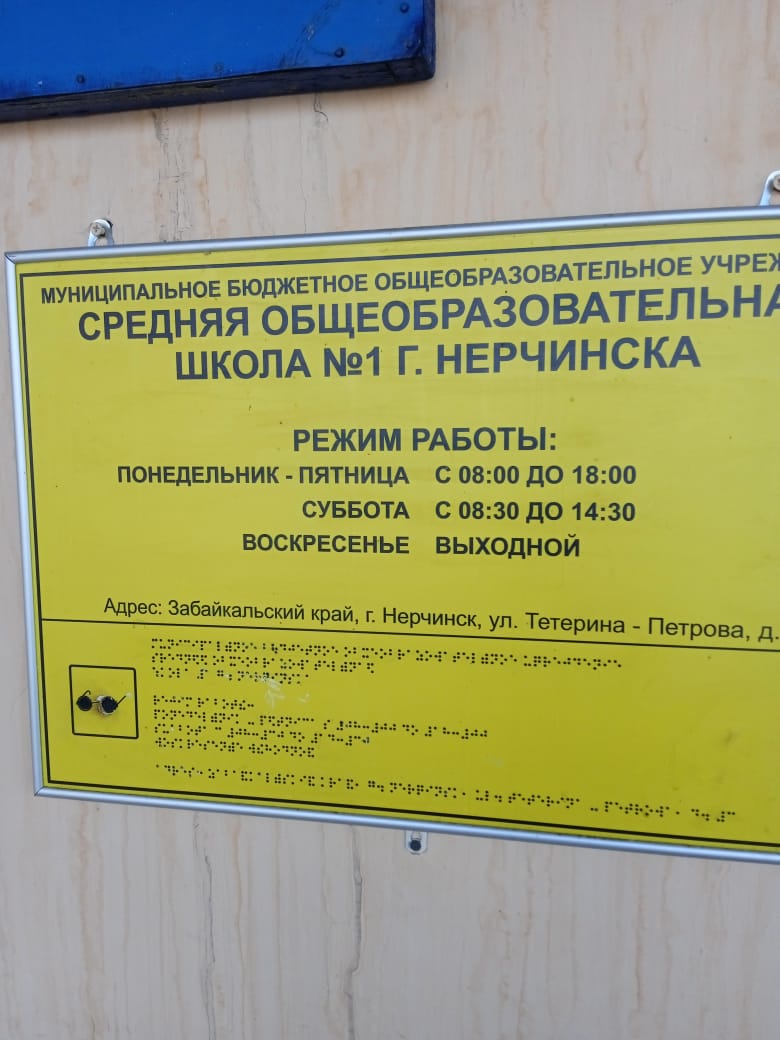 МУНИЦИПАЛЬНОЕ БЮДЖЕТНОЕ ОБЩЕОБРАЗОВАТЕЛЬНОЕ УЧРЕЖ
СРЕДНЯЯ ОБЩЕОБРАЗОВАТЕЛЬНА
ШКОЛА №1 Г. НЕРЧИНСКА
РЕЖИМ РАБОТЫ:
ПОНЕДЕЛЬНИК - ПЯТНИЦА С 08:00 ДО 18:00
СУББОТА С 08:30 ДО 14:30
ВОСКРЕСЕНЬЕ ВЫХОДНОЙ
Адрес: Забайкальский край, г. Нерчинск, ул. Тетерина - Петрова, д.